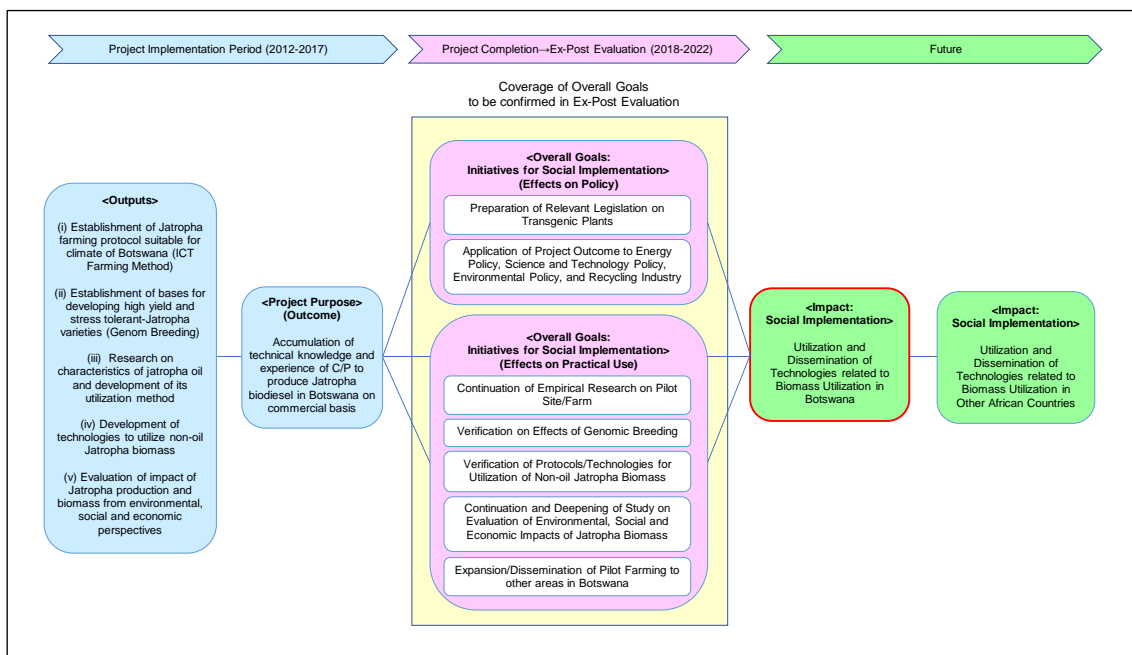 Project Implementation Period (2012-2017)
Project Completion→Ex-Post Evaluation (2018-2022)
Future
Coverage of Overall Goals
to be confirmed in Ex-Post Evaluation
<Outputs>
(i) Establishment of Jatropha
farming protocol suitable for
climate of Botswana (ICT
Farming Method)
(ii) Establishment of bases for
developing high yield and
stress tolerant-Jatropha
varieties (Genom Breeding)
(iii) Research on
characteristics of jatropha oil
and development of its
utilization method
(iv) Development of
technologies to utilize non-oil
Jatropha biomass
(v) Evaluation of impact of
Jatropha production and
biomass from environmental,
social and economic
perspectives
<Project Purpose>
(Outcome)
Accumulation of
technical knowledge and
experience of C/P to
produce Jatropha
biodiesel in Botswana on
commercial basis
<Overall Goals:
Initiatives for Social Implementation>
(Effects on Policy)
Preparation of Relevant Legislation on
Transgenic Plants
Application of Project Outcome to Energy
Policy, Science and Technology Policy,
Environmental Policy, and Recycling Industry
<Overall Goals:
Initiatives for Social Implementation>
(Effects on Practical Use)
Continuation of Empirical Research on Pilot
Site/Farm
Verification on Effects of Genomic Breeding
Verification of Protocols/Technologies for
Utilization of Non-oil Jatropha Biomass
Continuation and Deepening of Study on
Evaluation of Environmental, Social and
Economic Impacts of Jatropha Biomass
Expansion/Dissemination of Pilot Farming to
other areas in Botswana
<Impact:
Social Implementation>
Utilization and
Dissemination of
Technologies related to
Biomass Utilization in
Botswana
<Impact:
Social Implementation>
Utilization and
Dissemination of
Technologies related to
Biomass Utilization in
Other African Countries